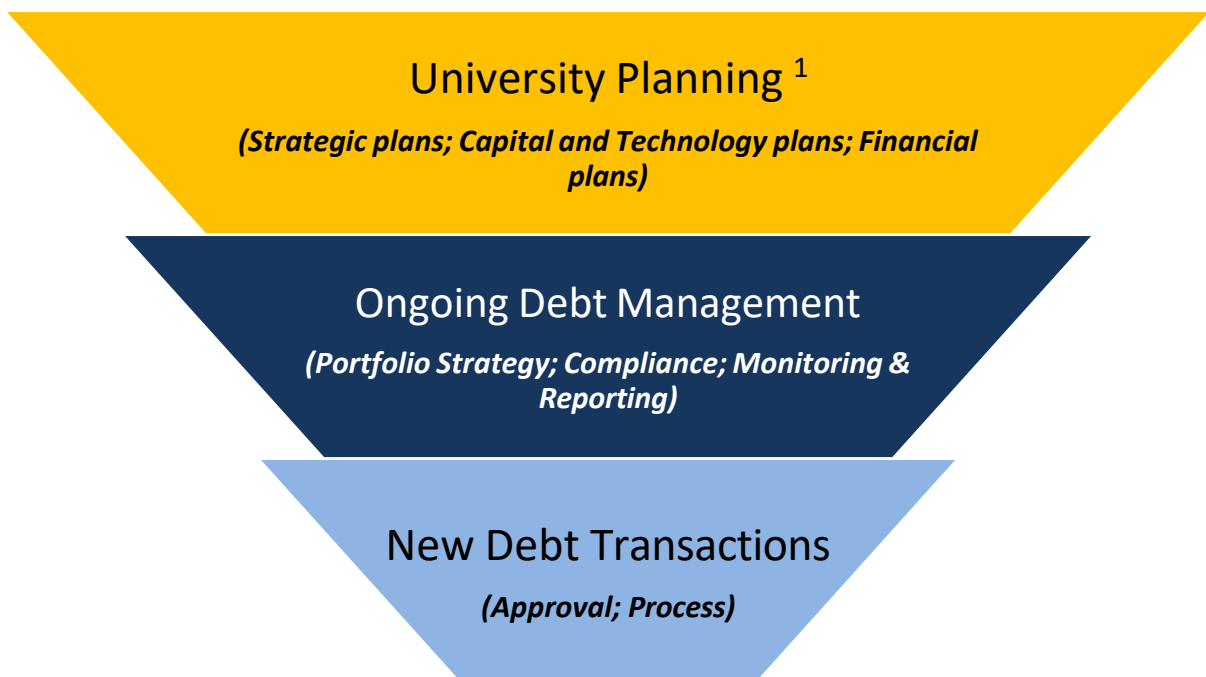 University Planning 1
(Strategic plans; Capital and Technology plans; Financial
plans)
Ongoing Debt Management
(Portfolio Strategy; Compliance; Monitoring &
Reporting)
New Debt Transactions
(Approval; Process)